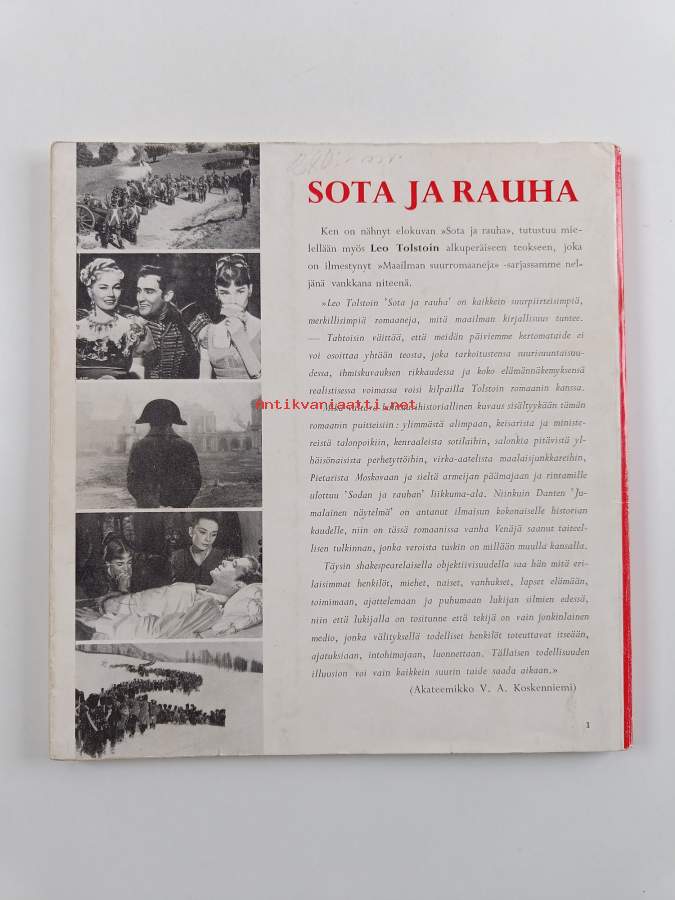 SOTA JA RAUHA
Ken on nähnyt elokuvan »Sota ja rauha», tutustuu mie-
lellään myös Leo Tolstoin alkuperäiseen teokseen, joka
on ilmestynyt »Maailman suurromaaneja» -sarjassamme nel-
jänä vankkana niteenä.
»Leo Tolstoin 'Sota ja rauha' on kaikkein suurpiirteisimpiä,
merkillisimpiä romaaneja, mitä maailman kirjallisuus tuntee.
— Tahtoisin väittää, että meidän päiviemme kertomataide ei
voi osoittaa yhtään teosta, joka tarkoitustensa suurisuuntaisuu-
dessa, ihmiskuvauksen rikkaudessa ja koko elämännäkemyksensä
realistisessa voimassa voisi kilpailla Tolstoin romaanin kanssa.
antikvariaatti.net
kulttuurihistoriallinen kuvaus sisältyykään tämän
romaanin puitteisiin: ylimmästä alimpaan, keisarista ja ministe-
reistä talonpoikiin, kenraaleista sotilaihin, salonkia pitävistä yl-
häisönaisista perhetyttöihin, virka-aatelista maalaisjunkkareihin,
Pietarista Moskovaan ja sieltä armeijan päämajaan ja rintamille
ulottuu 'Sodan ja rauhan' liikkuma-ala. Niinkuin Danten 'Ju-
malainen näytelmä' on antanut ilmaisun kokonaiselle historian
kaudelle, niin on tässä romaanissa vanha Venäjä saanut taiteel-
lisen tulkinnan, jonka veroista tuskin on millään muulla kansalla.
Täysin shakespearelaisella objektiivisuudella saa hän mitä eri-
laisimmat henkilöt, miehet, naiset, vanhukset, lapset elämään,
toimimaan, ajattelemaan ja puhumaan lukijan silmien edessä,
niin että lukijalla on tositunne että tekijä on vain jonkinlainen
medio, jonka välityksellä todelliset henkilöt toteuttavat itseään,
ajatuksiaan, intohimojaan, luonnettaan. Tällaisen todellisuuden
illuusion voi vain kaikkein suurin taide saada aikaan.»
(Akateemikko V. A. Koskenniemi)
1